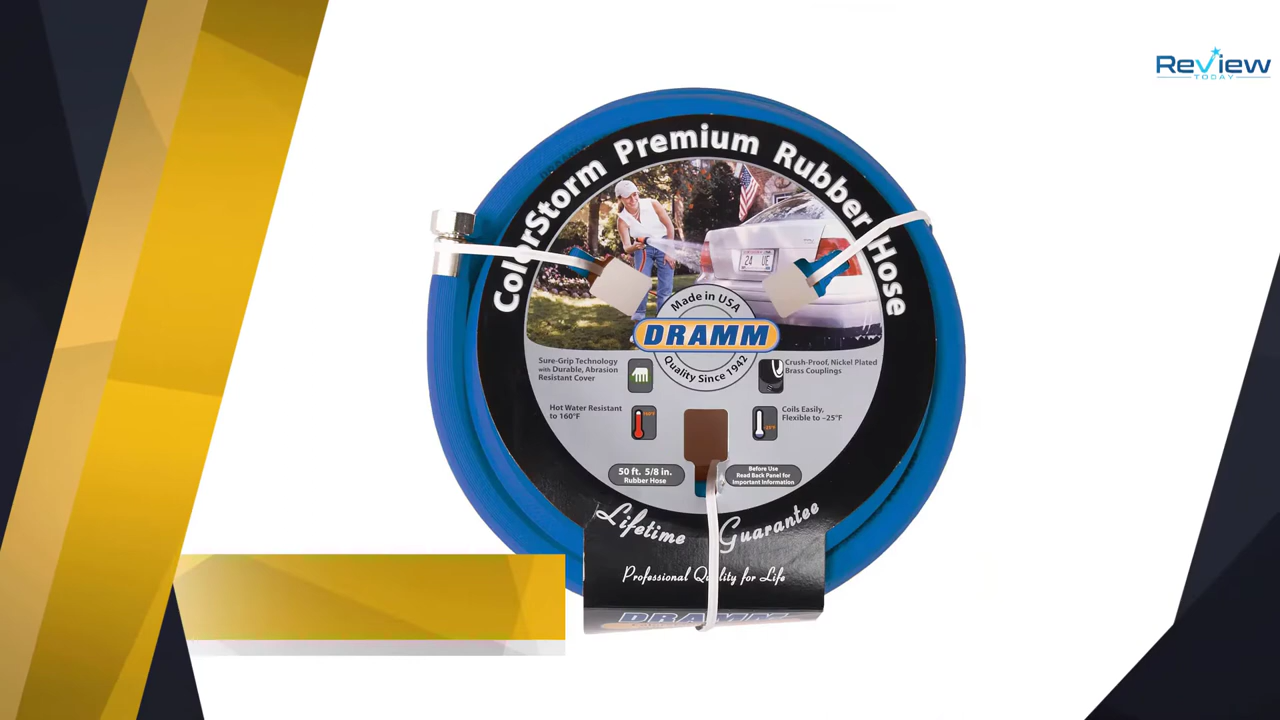 Review
TODAY
ColorStorm Premium Rubber Hose
24 UE
Made in USA
DRAMM
Quality Since 1942
Sure-Grip Technology
with Durable, Abrasion
Resistant Cover
Crush-Proof, Nickel Plated
Brass Couplings
Hot Water Resistant
to 160°F
Coils Easily,
Flexible to –25°F
50 ft. 5/8 in.
Rubber Hose
Before Use
Read Back Panel for
Important Information
Lifetime Guarantee
Professional Quality for Life
DRAMM